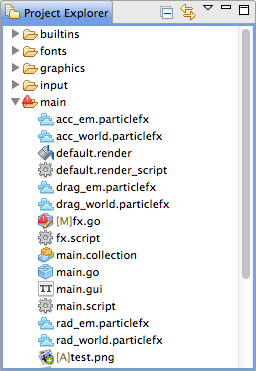 Project Explorer
builtins
fonts
graphics
input
main
acc_em.particlefx
acc_world.particlefx
default.render
default.render_script
drag_em.particlefx
drag_world.particlefx
[M]fx.go
fx.script
main.collection
main.go
TT main.gui
main.script
rad_em.particlefx
rad_world.particlefx
[A]test.png